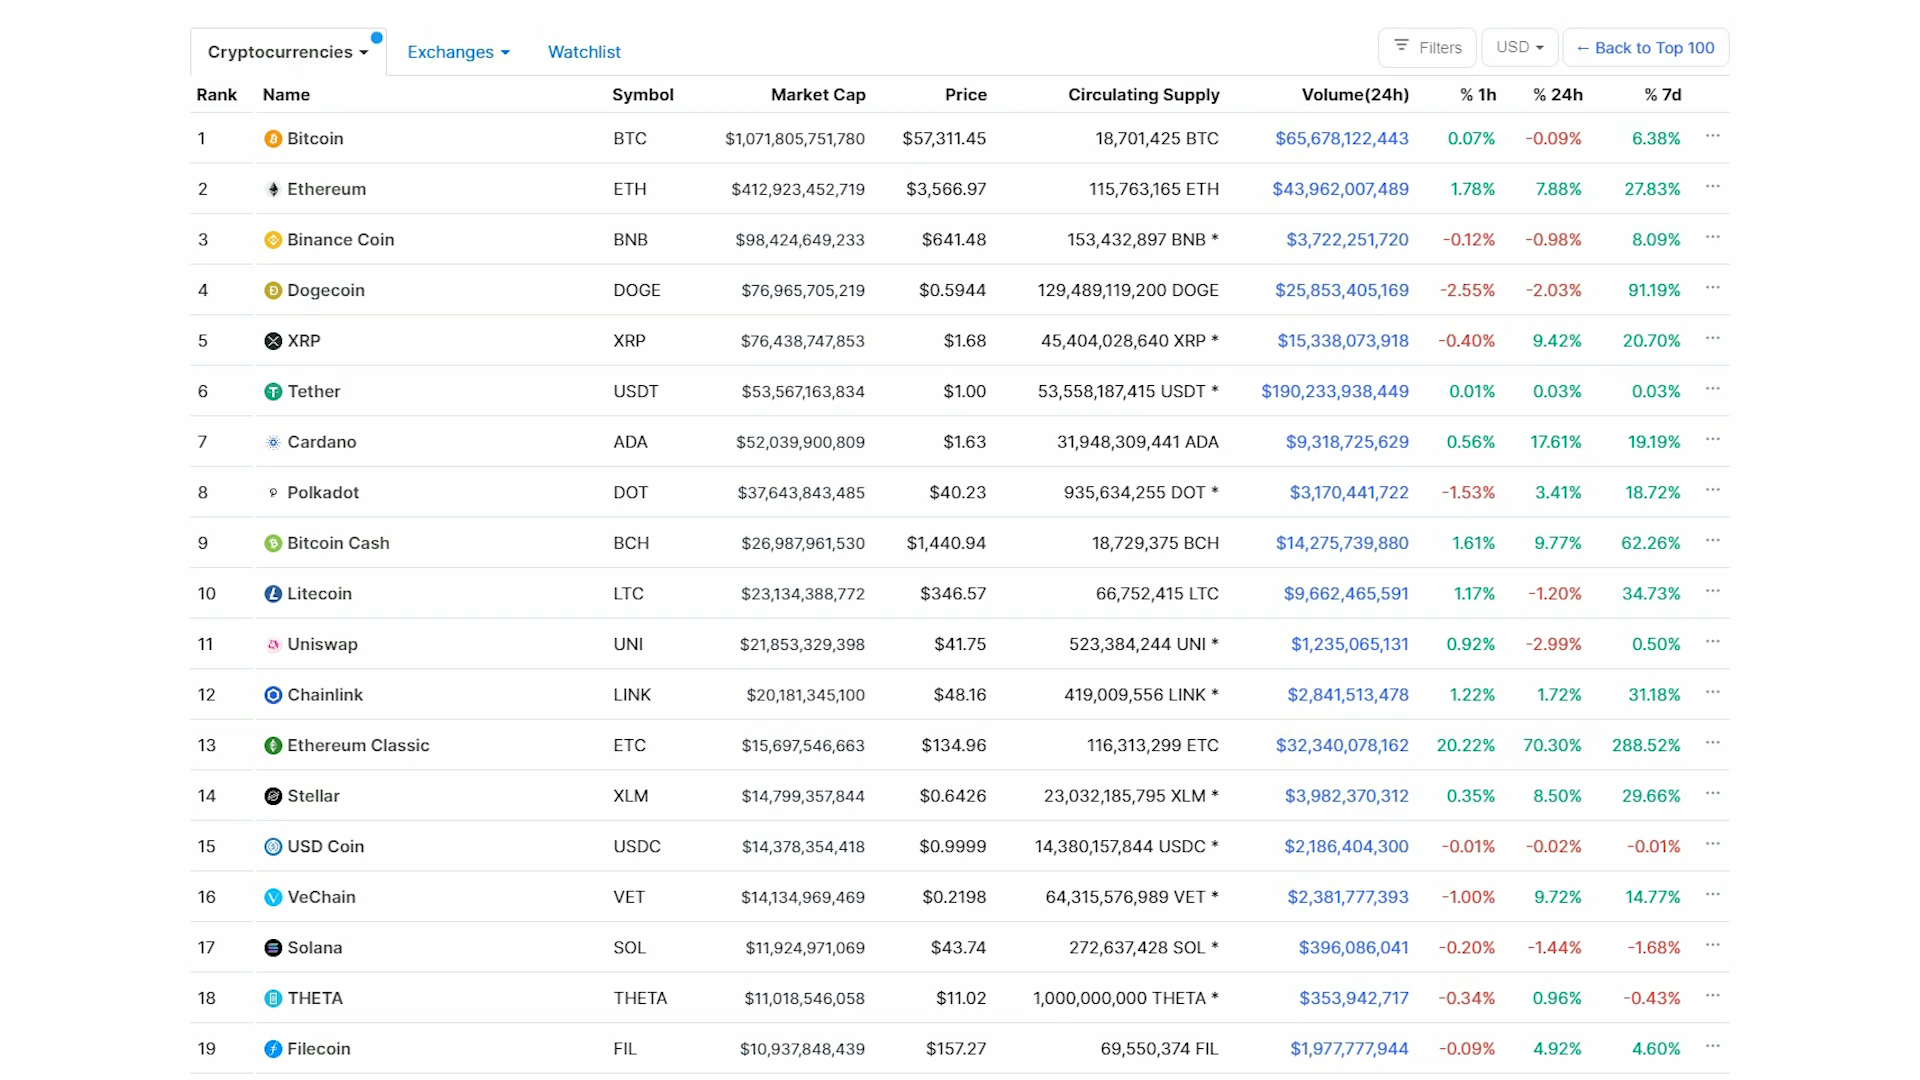 Cryptocurrencies Exchanges Watchlist Filters USD ← Back to Top 100
Rank Name Symbol Market Cap Price Circulating Supply Volume(24h) % 1h % 24h % 7d
1 Bitcoin BTC $1,071,805,751,780 $57,311.45 18,701,425 BTC $65,678,122,443 0.07% -0.09% 6.38% ...
2 Ethereum ETH $412,923,452,719 $3,566.97 115,763,165 ETH $43,962,007,489 1.78% 7.88% 27.83% ...
3 Binance Coin BNB $98,424,649,233 $641.48 153,432,897 BNB * $3,722,251,720 -0.12% -0.98% 8.09% ...
4 Dogecoin DOGE $76,965,705,219 $0.5944 129,489,119,200 DOGE $25,853,405,169 -2.55% -2.03% 91.19% ...
5 XRP XRP $76,438,747,853 $1.68 45,404,028,640 XRP * $15,338,073,918 -0.40% 9.42% 20.70% ...
6 Tether USDT $53,567,163,834 $1.00 53,558,187,415 USDT * $190,233,938,449 0.01% 0.03% 0.03% ...
7 Cardano ADA $52,039,900,809 $1.63 31,948,309,441 ADA $9,318,725,629 0.56% 17.61% 19.19% ...
8 Polkadot DOT $37,643,843,485 $40.23 935,634,255 DOT * $3,170,441,722 -1.53% 3.41% 18.72% ...
9 Bitcoin Cash BCH $26,987,961,530 $1,440.94 18,729,375 BCH $14,275,739,880 1.61% 9.77% 62.26% ...
10 Litecoin LTC $23,134,388,772 $346.57 66,752,415 LTC $9,662,465,591 1.17% -1.20% 34.73% ...
11 Uniswap UNI $21,853,329,398 $41.75 523,384,244 UNI * $1,235,065,131 0.92% -2.99% 0.50% ...
12 Chainlink LINK $20,181,345,100 $48.16 419,009,556 LINK * $2,841,513,478 1.22% 1.72% 31.18% ...
13 Ethereum Classic ETC $15,697,546,663 $134.96 116,313,299 ETC $32,340,078,162 20.22% 70.30% 288.52% ...
14 Stellar XLM $14,799,357,844 $0.6426 23,032,185,795 XLM * $3,982,370,312 0.35% 8.50% 29.66% ...
15 USD Coin USDC $14,378,354,418 $0.9999 14,380,157,844 USDC * $2,186,404,300 -0.01% -0.02% -0.01% ...
16 VeChain VET $14,134,969,469 $0.2198 64,315,576,989 VET * $2,381,777,393 -1.00% 9.72% 14.77% ...
17 Solana SOL $11,924,971,069 $43.74 272,637,428 SOL * $396,086,041 -0.20% -1.44% -1.68% ...
18 THETA THETA $11,018,546,058 $11.02 1,000,000,000 THETA * $353,942,717 -0.34% 0.96% -0.43% ...
19 Filecoin FIL $10,937,848,439 $157.27 69,550,374 FIL $1,977,777,944 -0.09% 4.92% 4.60% ...